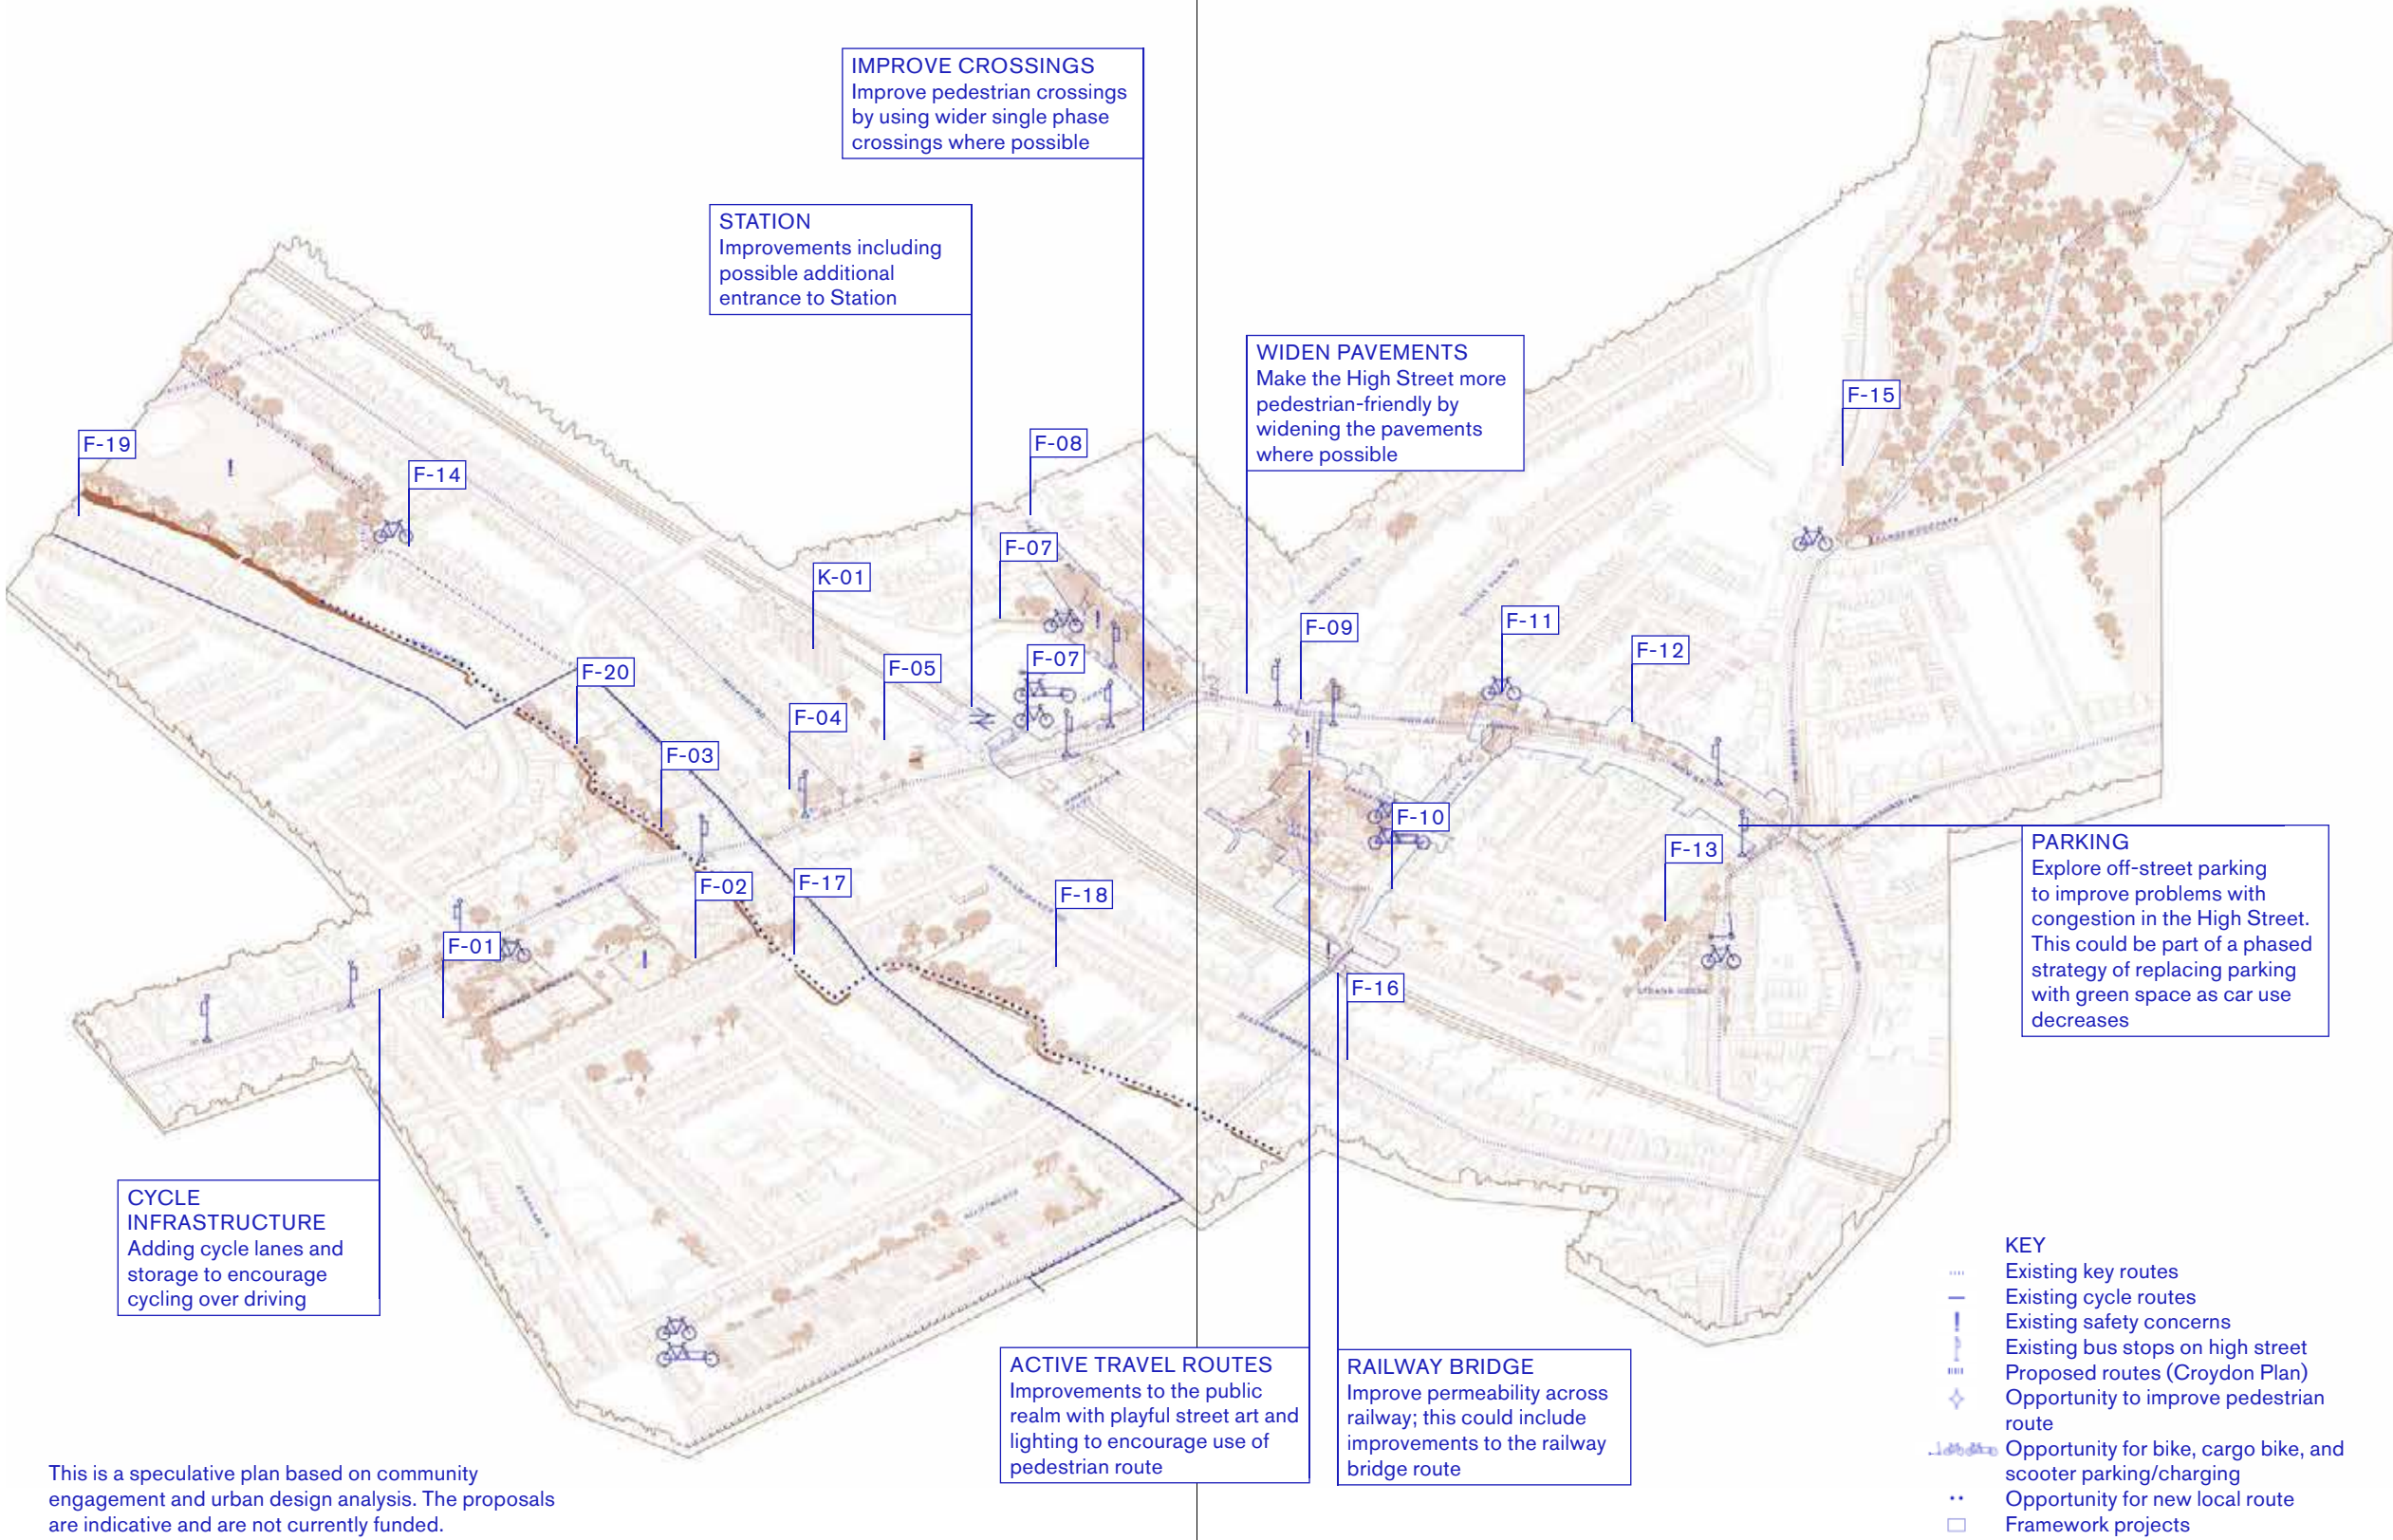 IMPROVE CROSSINGS
Improve pedestrian crossings
by using wider single phase
crossings where possible
STATION
Improvements including
possible additional
entrance to Station
WIDEN PAVEMENTS
Make the High Street more
pedestrian-friendly by
widening the pavements
where possible
F-15
F-19
F-14
F-08
F-07
K-01
F-09
F-11
F-12
F-05
F-07
F-20
F-04
F-03
F-10
F-13
F-02
F-17
F-18
F-01
F-16
PARKING
Explore off-street parking
to improve problems with
congestion in the High Street.
This could be part of a phased
strategy of replacing parking
with green space as car use
decreases
CYCLE
INFRASTRUCTURE
Adding cycle lanes and
storage to encourage
cycling over driving
ACTIVE TRAVEL ROUTES
Improvements to the public
realm with playful street art and
lighting to encourage use of
pedestrian route
RAILWAY BRIDGE
Improve permeability across
railway; this could include
improvements to the railway
bridge route
KEY
Existing key routes
Existing cycle routes
Existing safety concerns
Existing bus stops on high street
Proposed routes (Croydon Plan)
Opportunity to improve pedestrian
route
Opportunity for bike, cargo bike, and
scooter parking/charging
Opportunity for new local route
Framework projects
This is a speculative plan based on community
engagement and urban design analysis. The proposals
are indicative and are not currently funded.